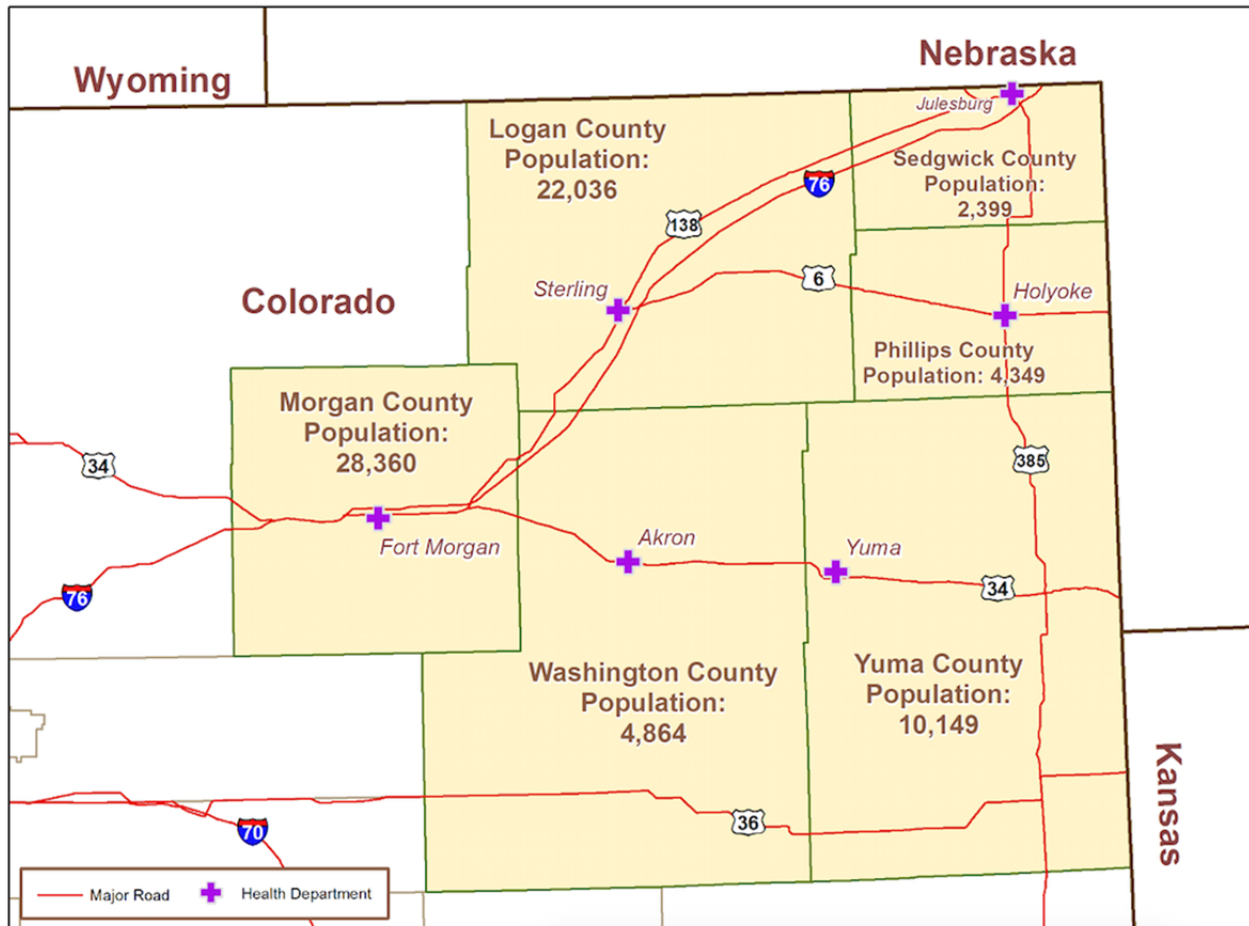 Nebraska
Wyoming
Julesburg
Logan County
Population:
22,036
Sedgwick County
Population:
2,399
76
138
6
Sterling
Holyoke
Colorado
Phillips County
Population: 4,349
Morgan County
Population:
28,360
34
385
Fort Morgan
Akron
Yuma
34
76
Washington County
Population:
4,864
Yuma County
Population:
10,149
Kansas
36
70
Major Road
Health Department